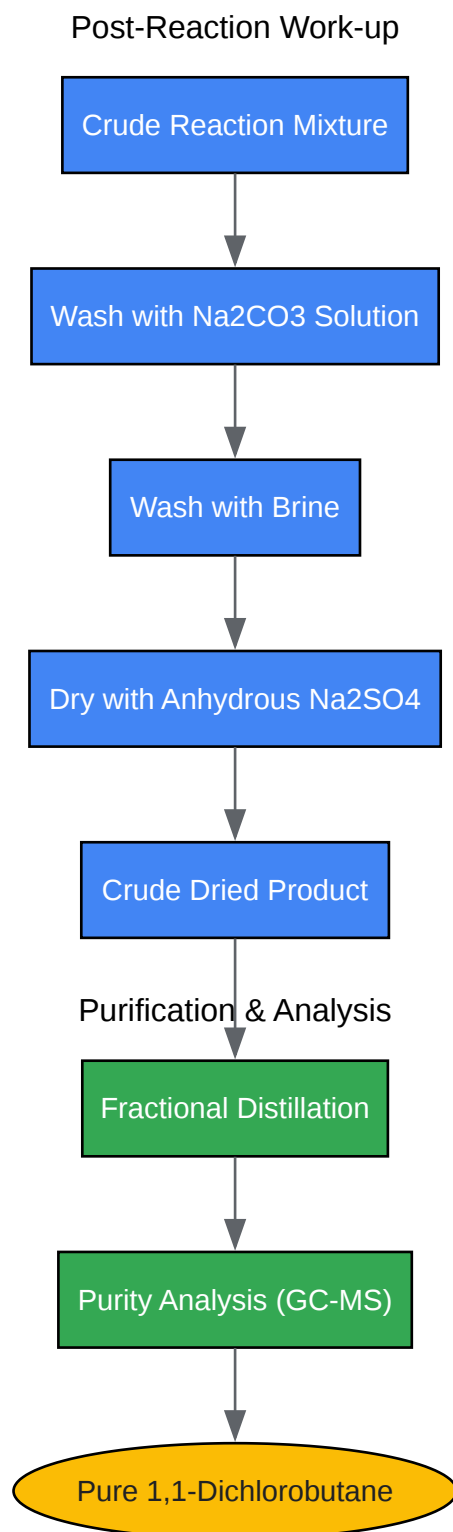 Post-Reaction Work-up
Crude Reaction Mixture
Wash with Na2CO3 Solution
Wash with Brine
Dry with Anhydrous Na2SO4
Crude Dried Product
Purification & Analysis
Fractional Distillation
Purity Analysis (GC-MS)
Pure 1,1-Dichlorobutane